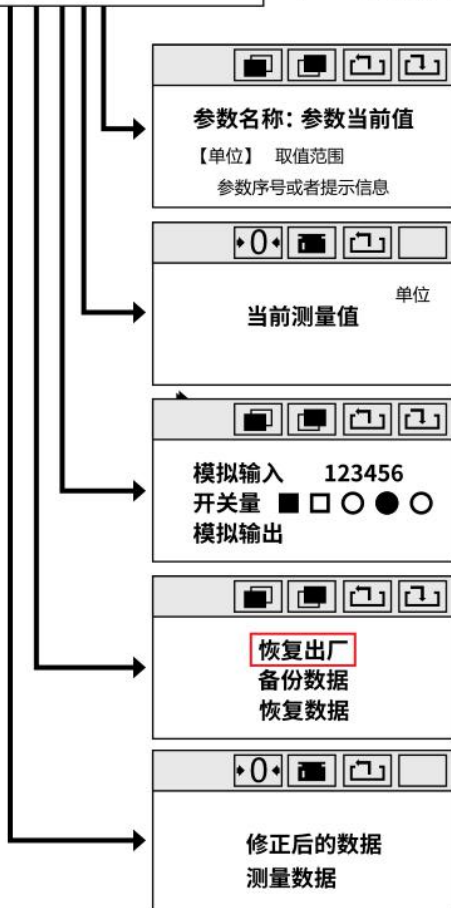 参数名称：参数当前值
【单位】 取值范围
参数序号或者提示信息
0
单位
当前测量值
模拟输入 123456
开关量
模拟输出
恢复出厂
备份数据
恢复数据
0
修正后的数据
测量数据